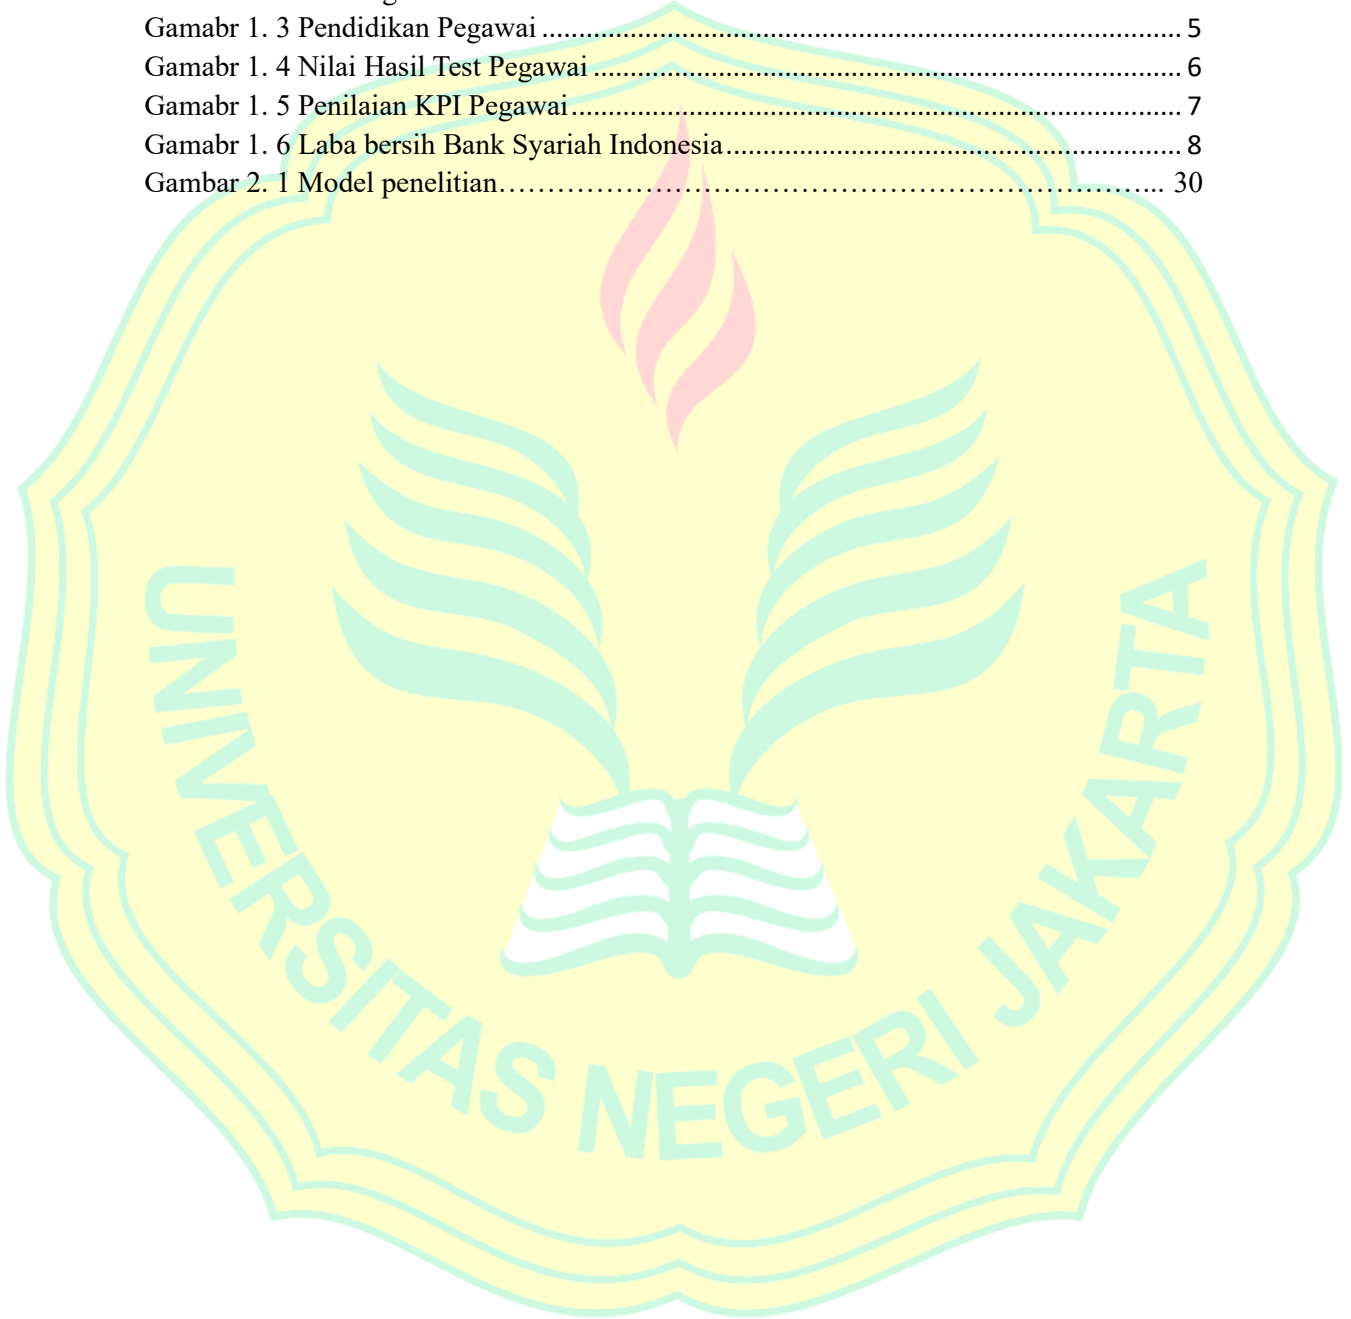 Gamabr 1. 3 Pendidikan Pegawai ........................................................................................ 5
Gamabr 1. 4 Nilai Hasil Test Pegawai ................................................................................. 6
Gamabr 1. 5 Penilaian KPI Pegawai .................................................................................... 7
Gamabr 1. 6 Laba bersih Bank Syariah Indonesia ............................................................... 8
Gambar 2. 1 Model penelitian………………………………………………………………... 30
UNIVERSITAS NEGERI JAKARTA